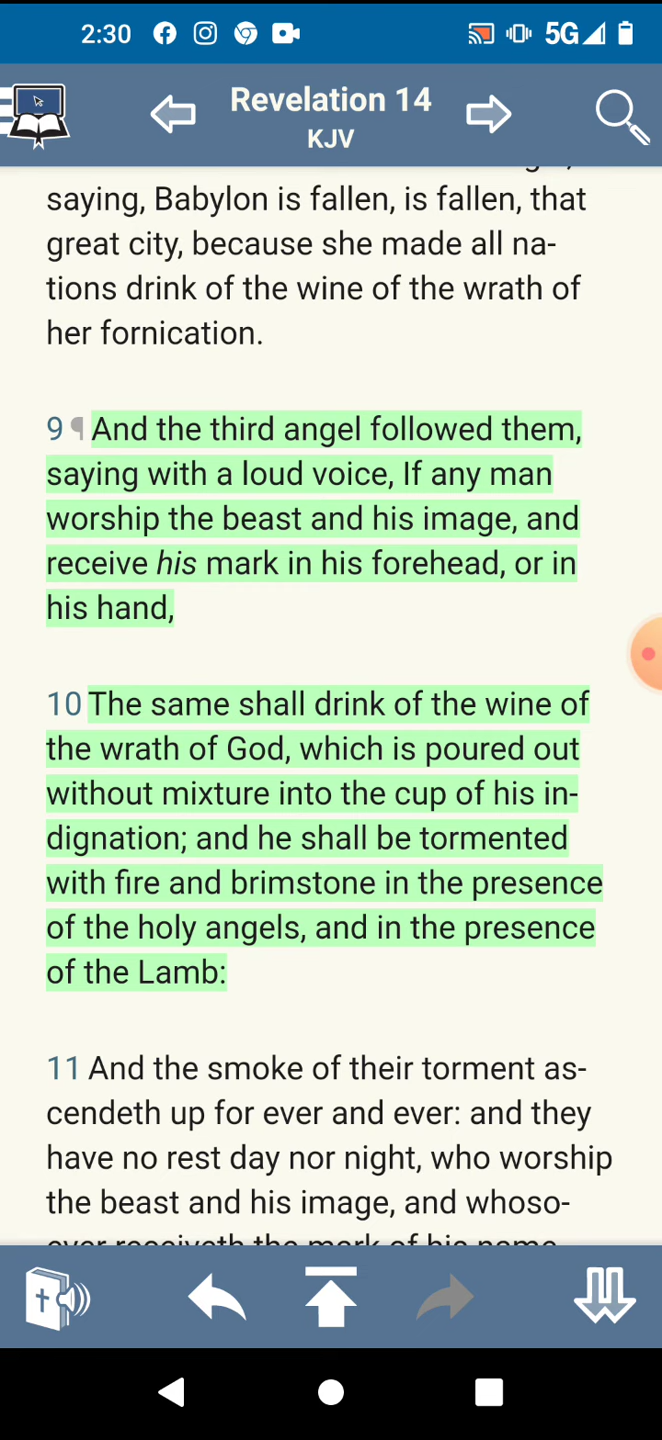 2:30 5G
Revelation 14
KJV
saying, Babylon is fallen, is fallen, that
great city, because she made all na-
tions drink of the wine of the wrath of
her fornication.
9 ¶ And the third angel followed them,
saying with a loud voice, If any man
worship the beast and his image, and
receive his mark in his forehead, or in
his hand,
10 The same shall drink of the wine of
the wrath of God, which is poured out
without mixture into the cup of his in-
dignation; and he shall be tormented
with fire and brimstone in the presence
of the holy angels, and in the presence
of the Lamb:
11 And the smoke of their torment as-
cendeth up for ever and ever: and they
have no rest day nor night, who worship
the beast and his image, and whoso-
ever receiveth the mark of his name